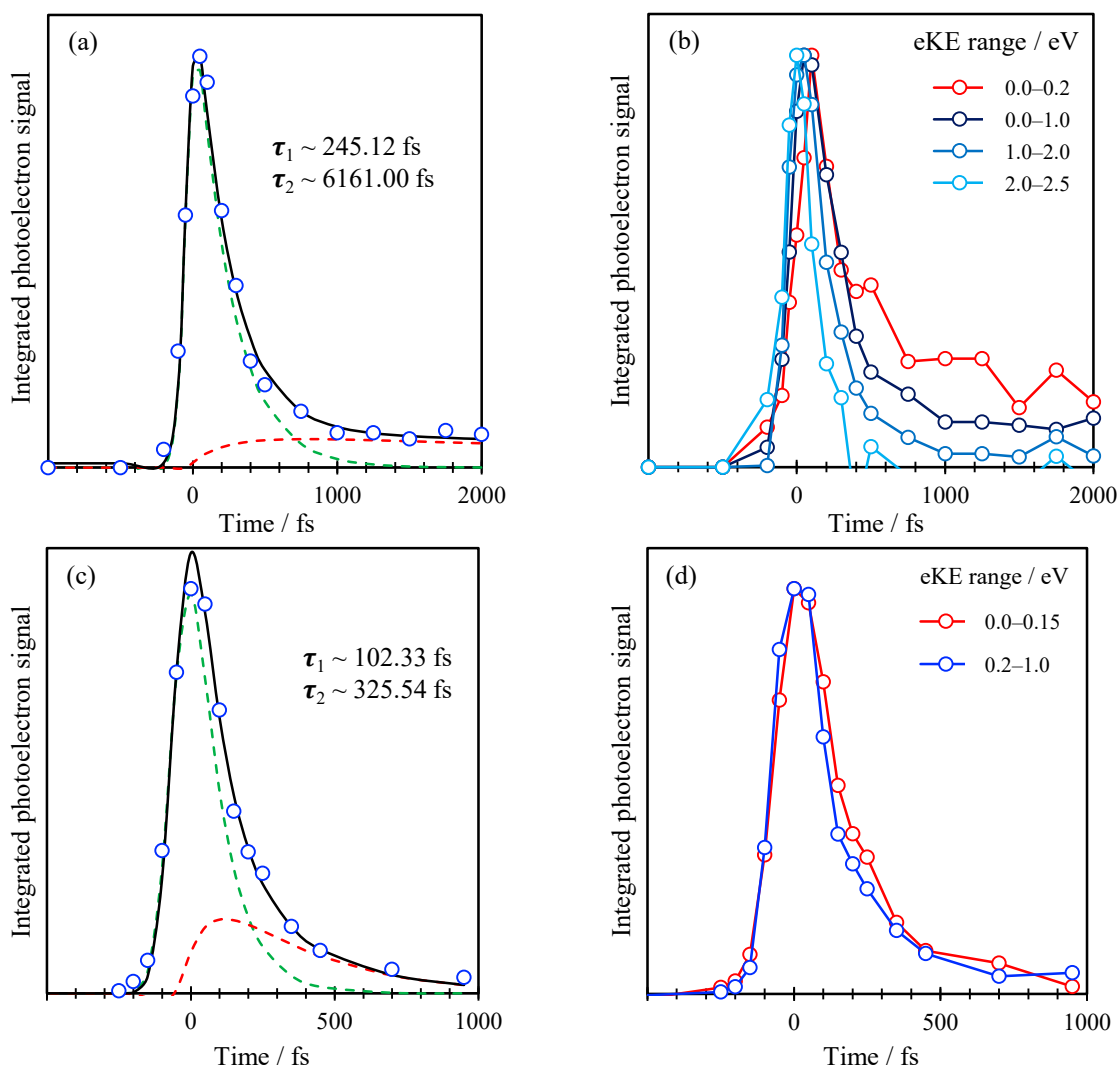 (a)
Integrated photoelectron signal
τ1 ~ 245.12 fs
τ2 ~ 6161.00 fs
0 1000 2000
Time / fs
(b)
Integrated photoelectron signal
eKE range / eV
0.0–0.2
0.0–1.0
1.0–2.0
2.0–2.5
0 1000 2000
Time / fs
(c)
Integrated photoelectron signal
τ1 ~ 102.33 fs
τ2 ~ 325.54 fs
0 500 1000
Time / fs
(d)
Integrated photoelectron signal
eKE range / eV
0.0–0.15
0.2–1.0
0 500 1000
Time / fs